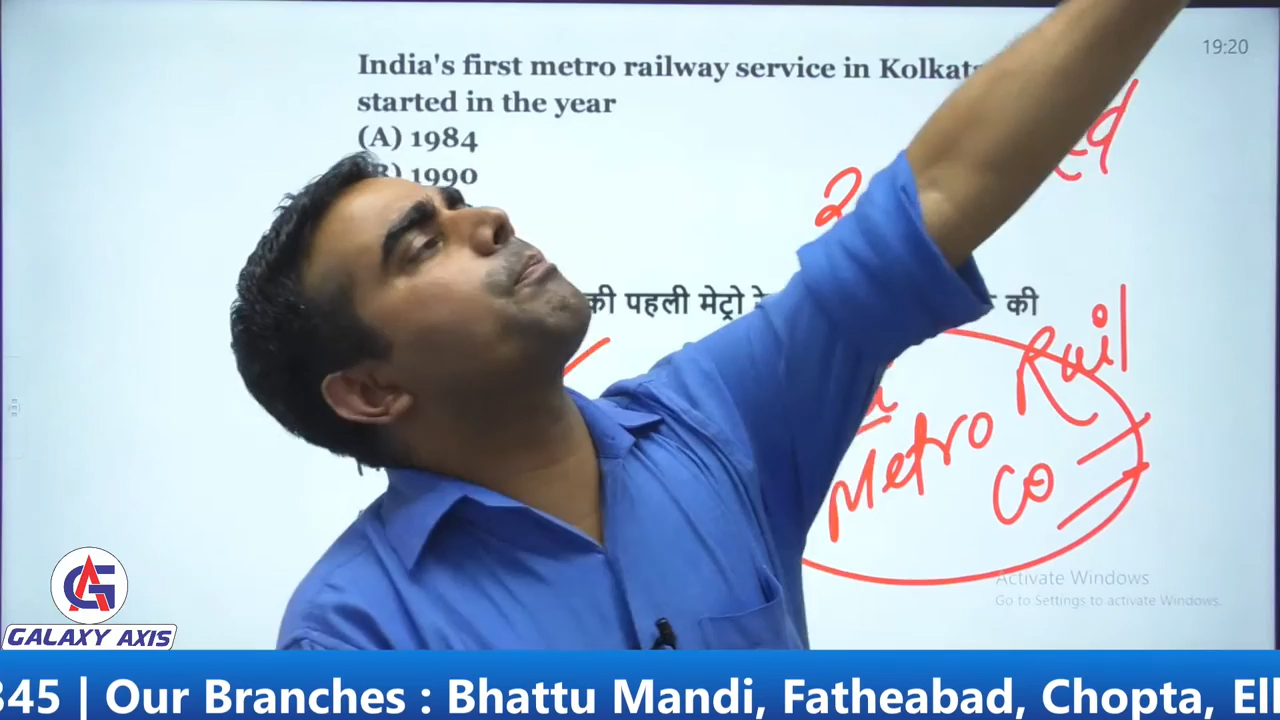 19:20
India's first metro railway service in Kolkata
started in the year
(A) 1984
(B) 1990
की पहली मेट्रो
की
Metro Rail
Co
Activate Windows
Go to Settings to activate Windows.
GALAXY AXIS
345 | Our Branches : Bhattu Mandi, Fatheabad, Chopta, Ell